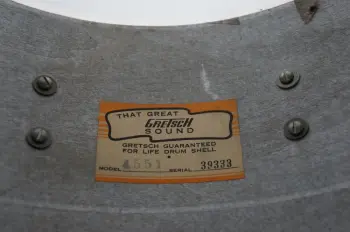 THAT GREAT
GRETSCH
SOUND
GRETSCH GUARANTEED
FOR LIFE DRUM SHELL
MODEL 4551 SERIAL 39333